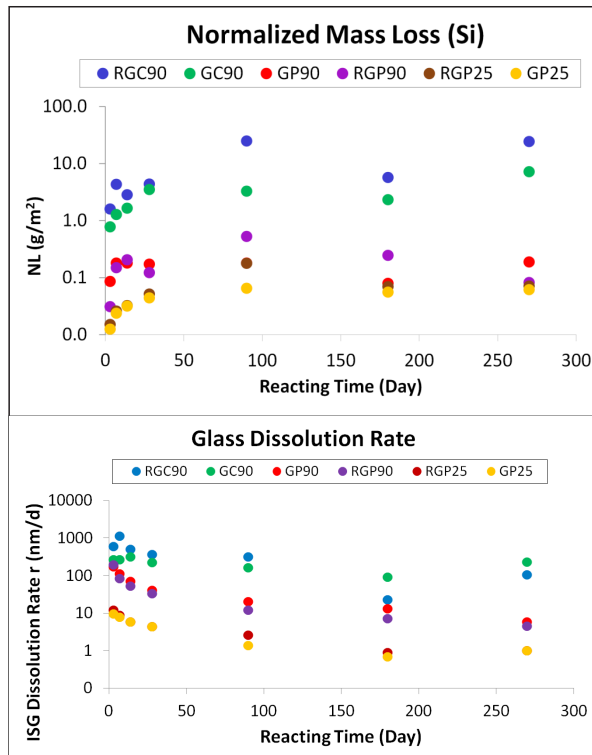 Normalized Mass Loss (Si)
RGC90 GC90 GP90 RGP90 RGP25 GP25
100.0
10.0
1.0
0.1
0.0
NL (g/m²)
0 50 100 150 200 250 300
Reacting Time (Day)
Glass Dissolution Rate
RGC90 GC90 GP90 RGP90 RGP25 GP25
10000
1000
100
10
1
0
ISG Dissolution Rate r (nm/d)
0 50 100 150 200 250 300
Reacting Time (Day)